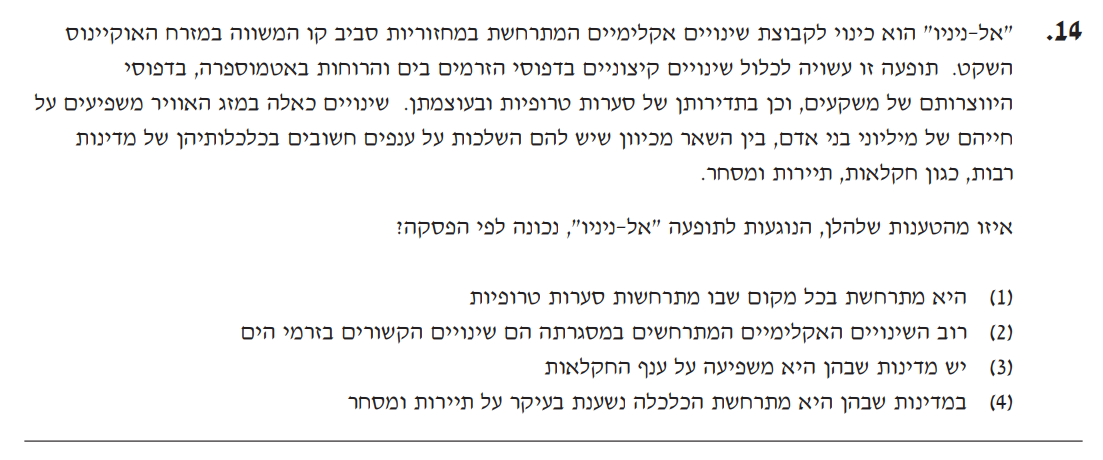 14. "אל-ניניו" הוא כינוי לקבוצת שינויים אקלימיים המתרחשת במחזוריות סביב קו המשווה במזרח האוקיינוס
השקט. תופעה זו עשויה לכלול שינויים קיצוניים בדפוסי הזרמים בים והרוחות באטמוספרה, בדפוסי
היווצרותם של משקעים, וכן בתדירותן של סערות טרופיות ובעוצמתן. שינויים כאלה במזג האוויר משפיעים על
חייהם של מיליוני בני אדם, בין השאר מכיוון שיש להם השלכות על ענפים חשובים בכלכלותיהן של מדינות
רבות, כגון חקלאות, תיירות ומסחר.
איזו מהטענות שלהלן, הנוגעות לתופעה "אל-ניניו", נכונה לפי הפסקה?
(1) היא מתרחשת בכל מקום שבו מתרחשות סערות טרופיות
(2) רוב השינויים האקלימיים המתרחשים במסגרתה הם שינויים הקשורים בזרמי הים
(3) יש מדינות שבהן היא משפיעה על ענף החקלאות
(4) במדינות שבהן היא מתרחשת הכלכלה נשענת בעיקר על תיירות ומסחר